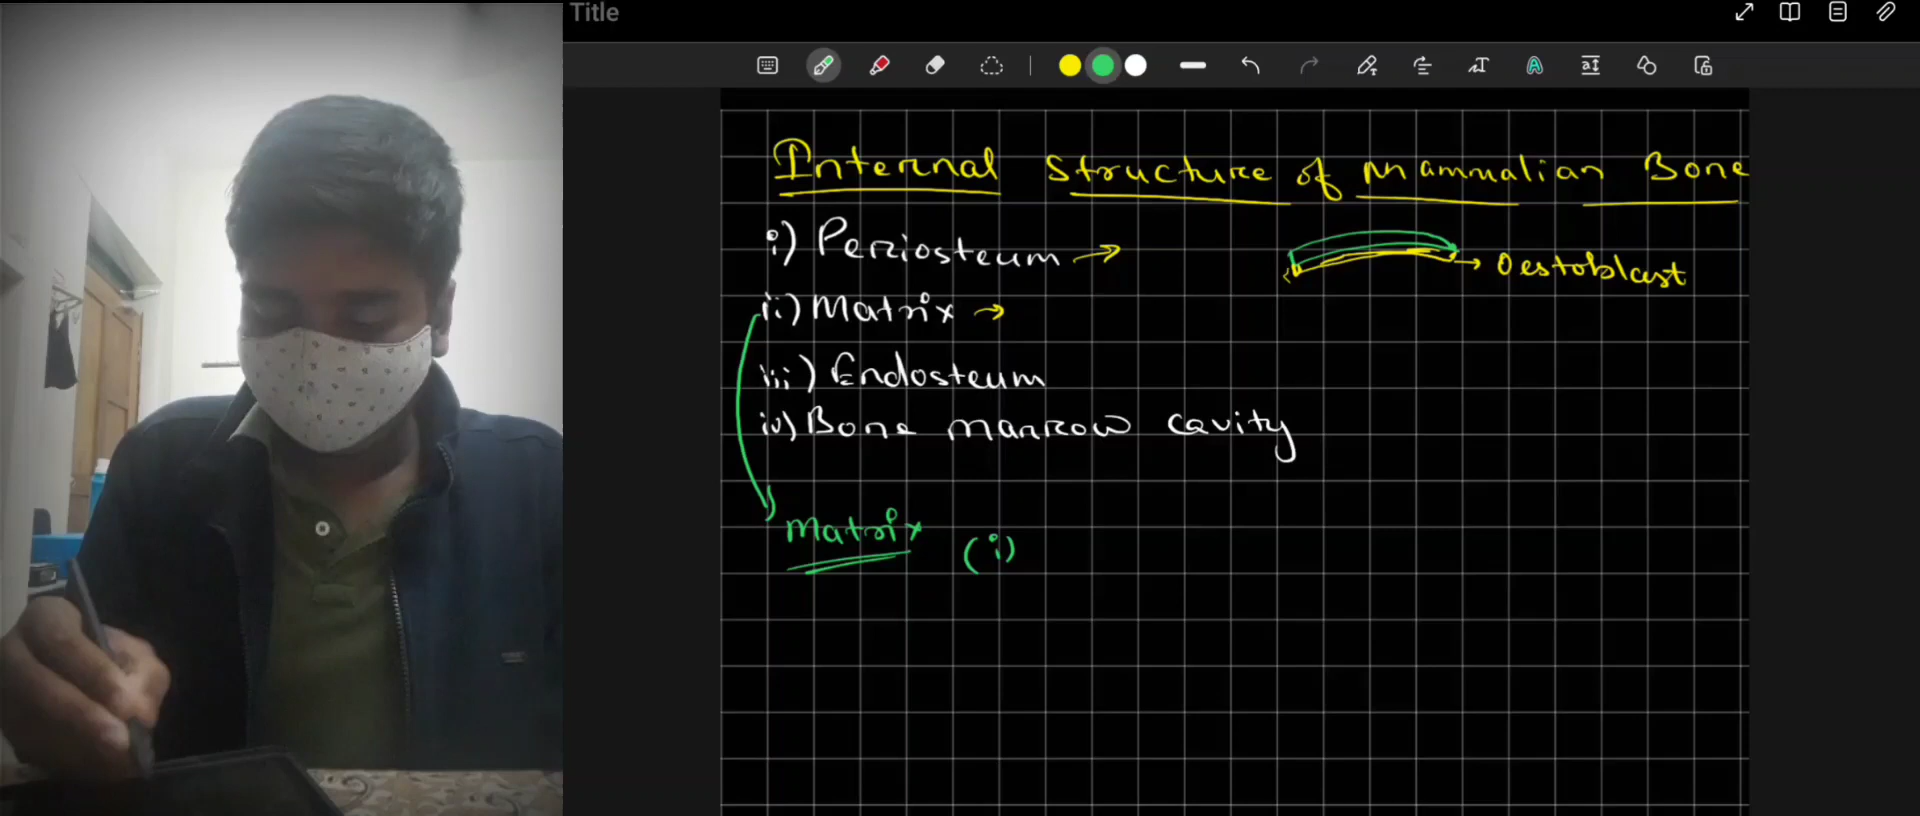 Title
Internal Structure of Mammalian Bone
i) Periosteum →
Oestoblast
ii) Matrix →
iii) Endosteum
iv) Bone marrow cavity
Matrix (i)